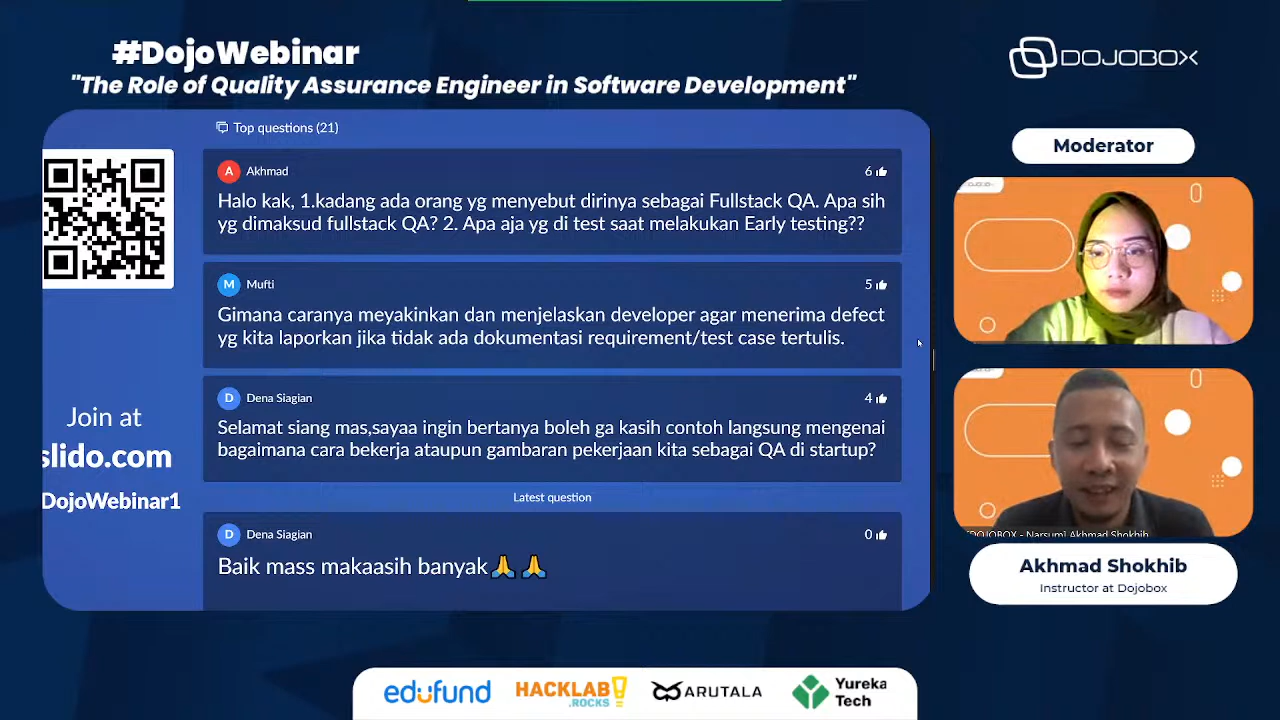 #DojoWebinar
"The Role of Quality Assurance Engineer in Software Development"
DOJOBOX
Top questions (21)
A Akhmad 6
Halo kak, 1.kadang ada orang yg menyebut dirinya sebagai Fullstack QA. Apa sih
yg dimaksud fullstack QA? 2. Apa aja yg di test saat melakukan Early testing??
M Mufti 5
Gimana caranya meyakinkan dan menjelaskan developer agar menerima defect
yg kita laporkan jika tidak ada dokumentasi requirement/test case tertulis.
D Dena Siagian 4
Selamat siang mas,sayaa ingin bertanya boleh ga kasih contoh langsung mengenai
bagaimana cara bekerja ataupun gambaran pekerjaan kita sebagai QA di startup?
Latest question
D Dena Siagian 0
Baik mass makaasih banyak🙏🙏
Join at
slido.com
DojoWebinar1
Moderator
DOJOBOX - Narsum] Akhmad Shokhib
Akhmad Shokhib
Instructor at Dojobox
edufund
HACKLAB!
.ROCKS
ARUTALA
Yureka
Tech